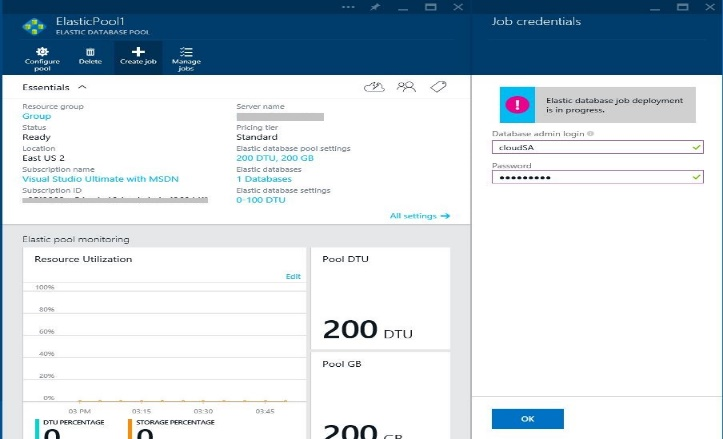 ElasticPool1
ELASTIC DATABASE POOL
Configure pool
Delete
Create job
Manage jobs
Essentials
Resource group
Group
Status
Ready
Location
East US 2
Subscription name
Visual Studio Ultimate with MSDN
Subscription ID
Server name
Pricing tier
Standard
Elastic database pool settings
200 DTU, 200 GB
Elastic databases
1 Databases
Elastic database settings
0-100 DTU
All settings →
Elastic pool monitoring
Resource Utilization
Edit
100%
80%
60%
40%
20%
0%
03 PM 03:15 03:30 03:45
DTU PERCENTAGE
0
STORAGE PERCENTAGE
0
Pool DTU
200 DTU
Pool GB
200 GB
Job credentials
Elastic database job deployment
is in progress.
Database admin login
cloudSA
Password
•••••••••
OK